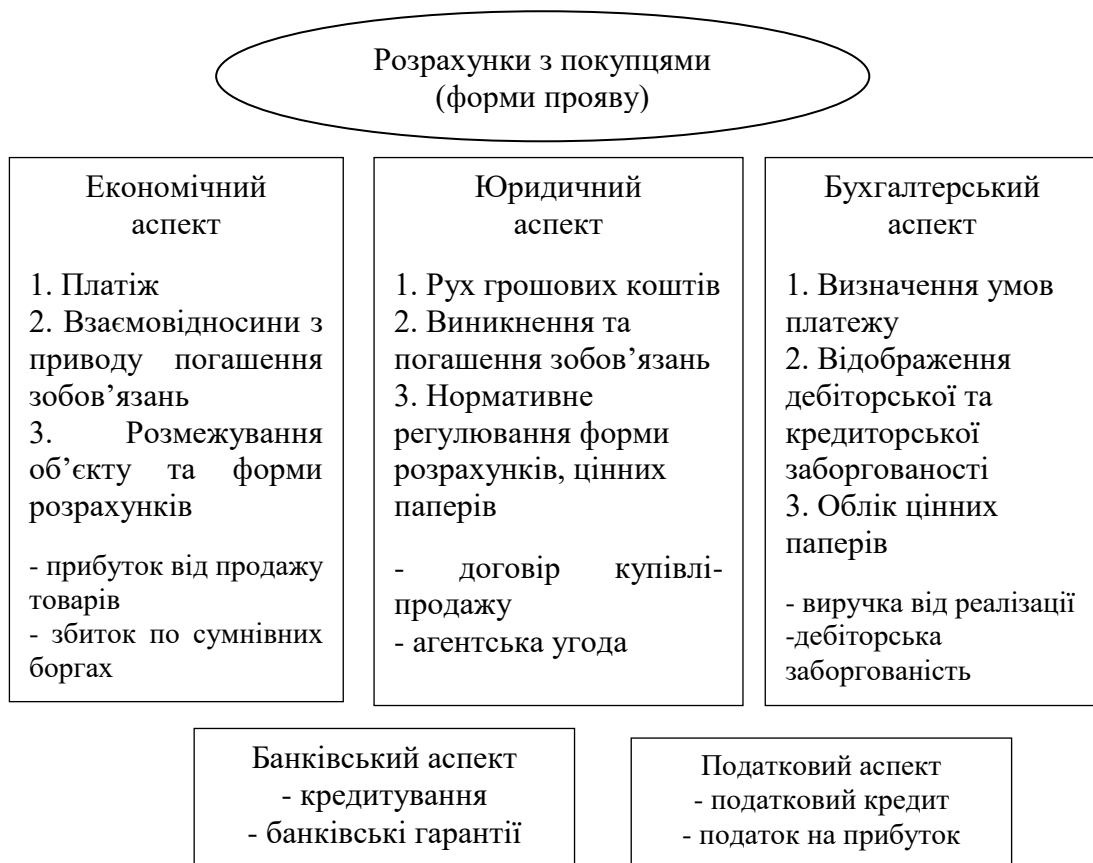 Розрахунки з покупцями
(форми прояву)
Економічний
аспект
1. Платіж
2. Взаємовідносини з
приводу погашення
зобов’язань
3. Розмежування
об’єкту та форми
розрахунків
- прибуток від продажу
товарів
- збиток по сумнівних
боргах
Юридичний
аспект
1. Рух грошових коштів
2. Виникнення та
погашення зобов’язань
3. Нормативне
регулювання форми
розрахунків, цінних
паперів
- договір купівлі-
продажу
- агентська угода
Бухгалтерський
аспект
1. Визначення умов
платежу
2. Відображення
дебіторської та
кредиторської
заборгованості
3. Облік цінних
паперів
- виручка від реалізації
-дебіторська
заборгованість
Банківський аспект
- кредитування
- банківські гарантії
Податковий аспект
- податковий кредит
- податок на прибуток